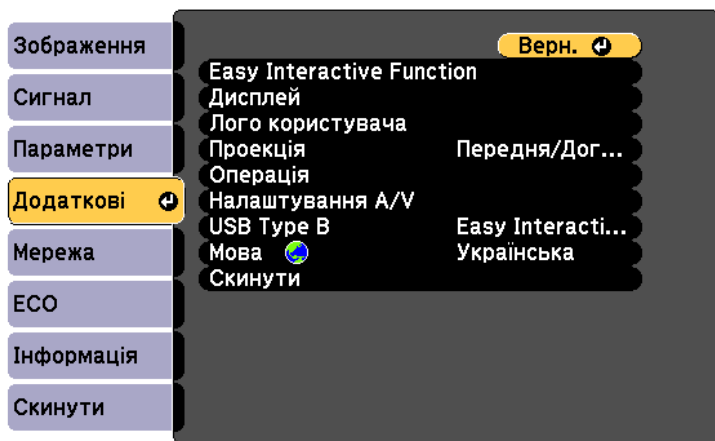 Зображення
Сигнал
Параметри
Додаткові
Мережа
ECO
Інформація
Скинути
Верн.
Easy Interactive Function
Дисплей
Лого користувача
Проекція Передня/Дог...
Операція
Налаштування A/V
USB Type B Easy Interacti...
Мова Українська
Скинути